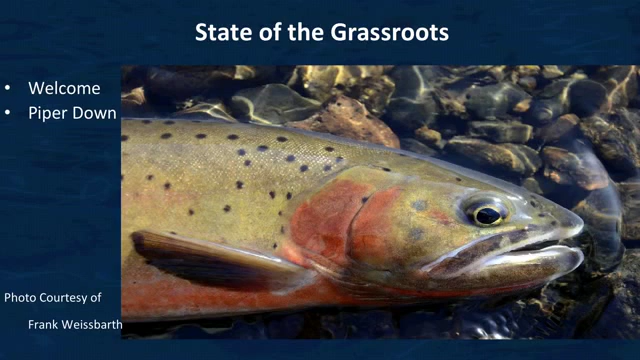 State of the Grassroots
• Welcome
• Piper Down
Photo Courtesy of
Frank Weissbarth